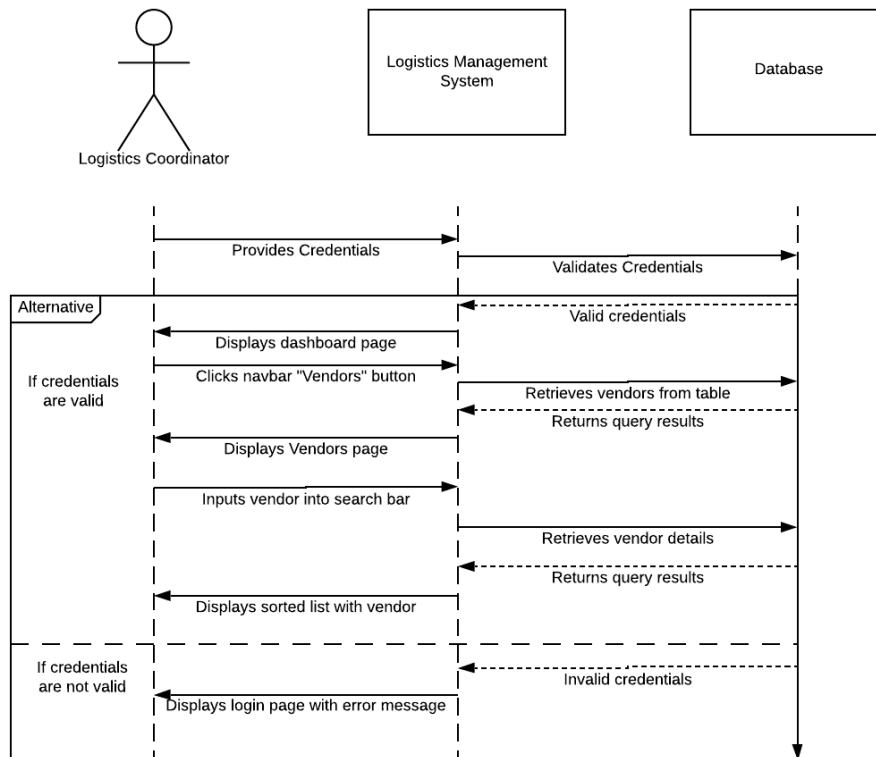 Logistics Management
System
Database
Logistics Coordinator
Provides Credentials
Validates Credentials
Alternative
Valid credentials
Displays dashboard page
If credentials
are valid
Clicks navbar "Vendors" button
Retrieves vendors from table
Returns query results
Displays Vendors page
Inputs vendor into search bar
Retrieves vendor details
Returns query results
Displays sorted list with vendor
If credentials
are not valid
Invalid credentials
Displays login page with error message